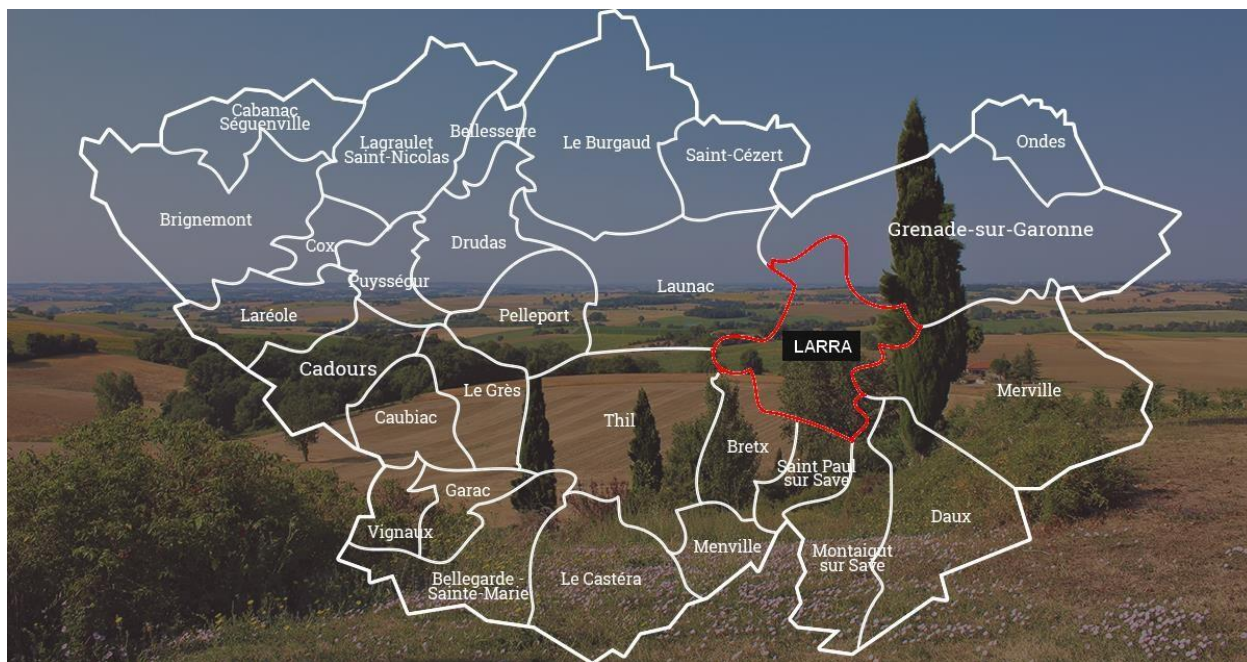 Cabanac
Séguenville
Lagraulet
Saint-Nicolas
Bellesserre
Le Burgaud
Saint-Cézert
Ondes
Brignemont
Cox
Drudas
Grenade-sur-Garonne
Puysségur
Launac
Laréole
Pelleport
LARRA
Cadours
Le Grès
Merville
Caubiac
Thil
Bretx
Saint Paul
sur Save
Garac
Vignaux
Daux
Menville
Montaigut
sur Save
Bellegarde -
Sainte-Marie
Le Castéra